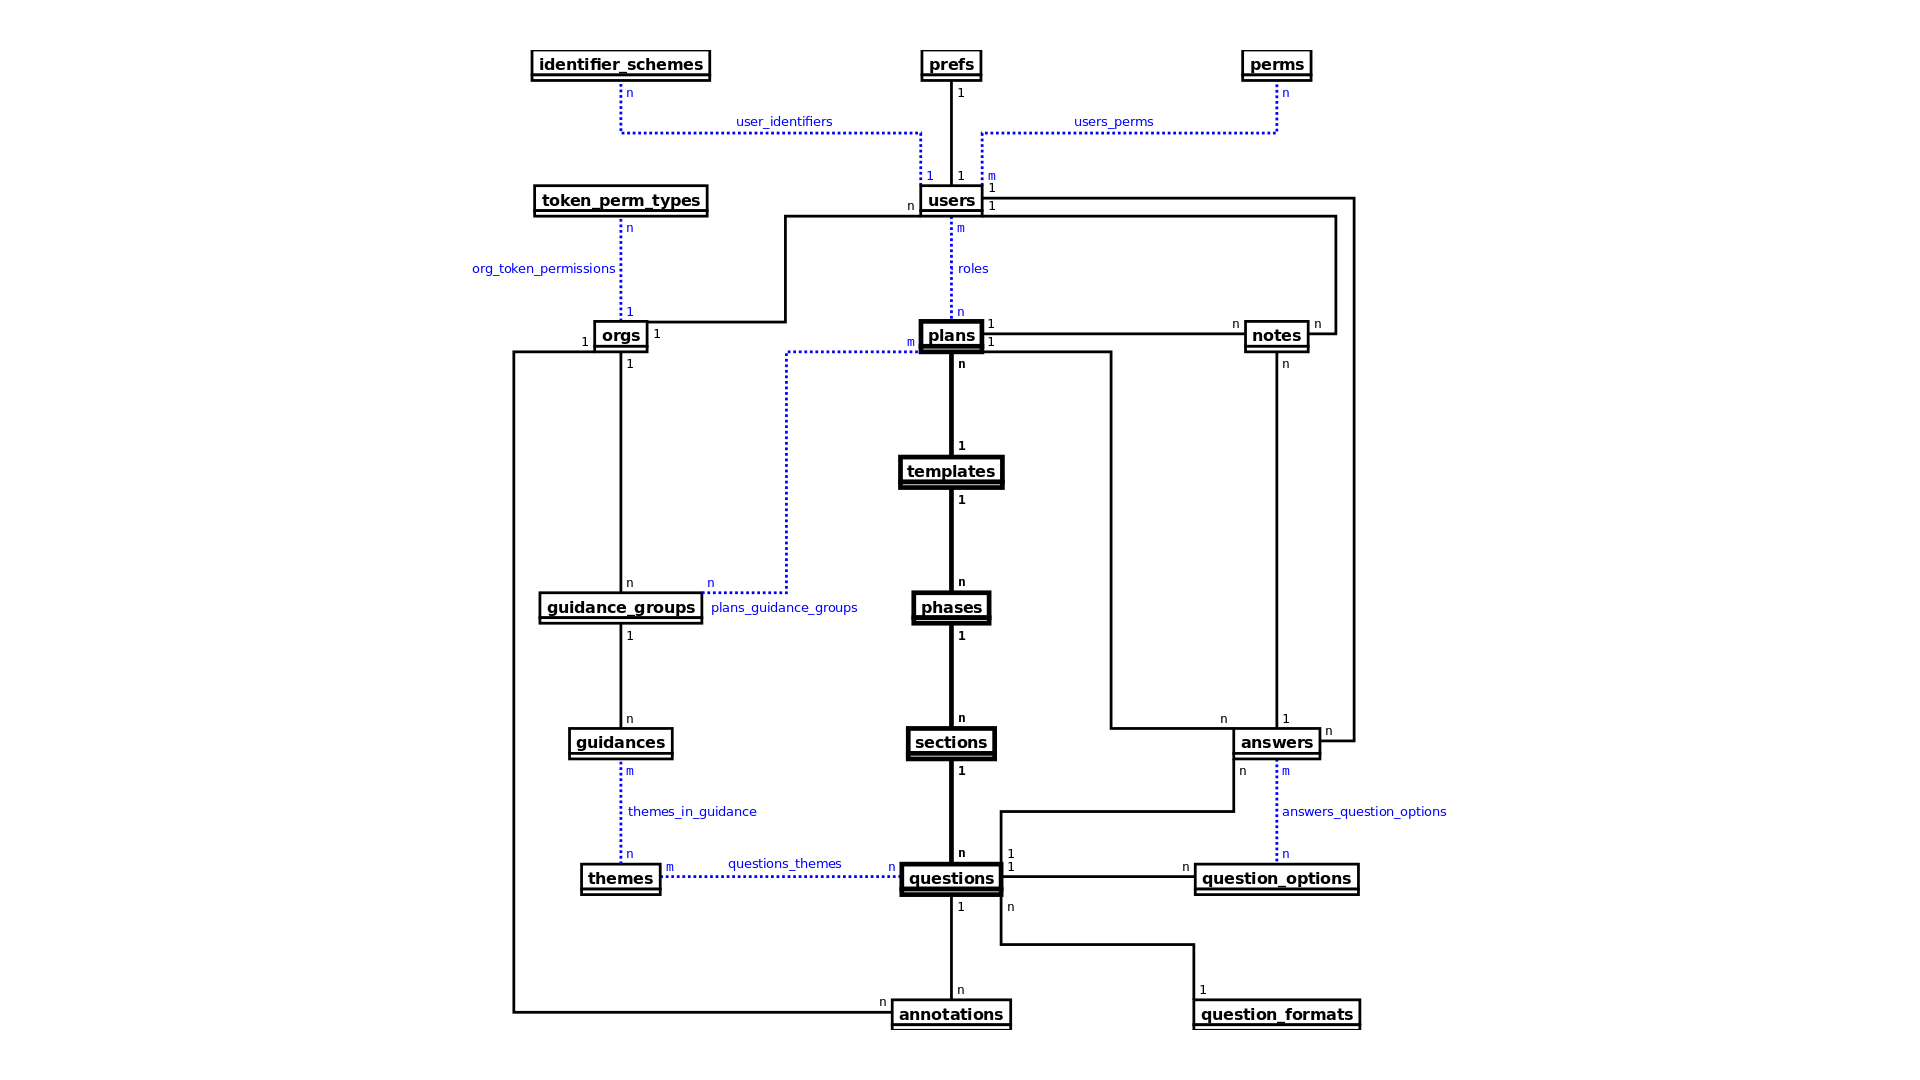 identifier_schemes
prefs
perms
n
1
n
user_identifiers
users_perms
1
1
m
token_perm_types
users
1
n
1
n
m
org_token_permissions
roles
1
n
orgs
1
1
plans
1
m
1
n
notes
n
1
n
n
1
templates
1
n
n
n
guidance_groups
plans_guidance_groups
phases
1
1
n
n
n
1
guidances
sections
answers
n
m
1
n
m
themes_in_guidance
answers_question_options
n
n
1
n
themes
m
questions_themes
n
questions
1
n
question_options
1
n
n
1
n
annotations
question_formats